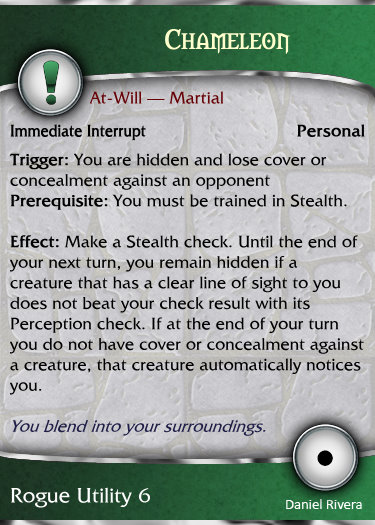 CHAMELEON
!
At-Will — Martial
Immediate Interrupt Personal
Trigger: You are hidden and lose cover or
concealment against an opponent
Prerequisite: You must be trained in Stealth.
Effect: Make a Stealth check. Until the end of
your next turn, you remain hidden if a
creature that has a clear line of sight to you
does not beat your check result with its
Perception check. If at the end of your turn
you do not have cover or concealment against
a creature, that creature automatically notices
you.
You blend into your surroundings.
Rogue Utility 6
Daniel Rivera